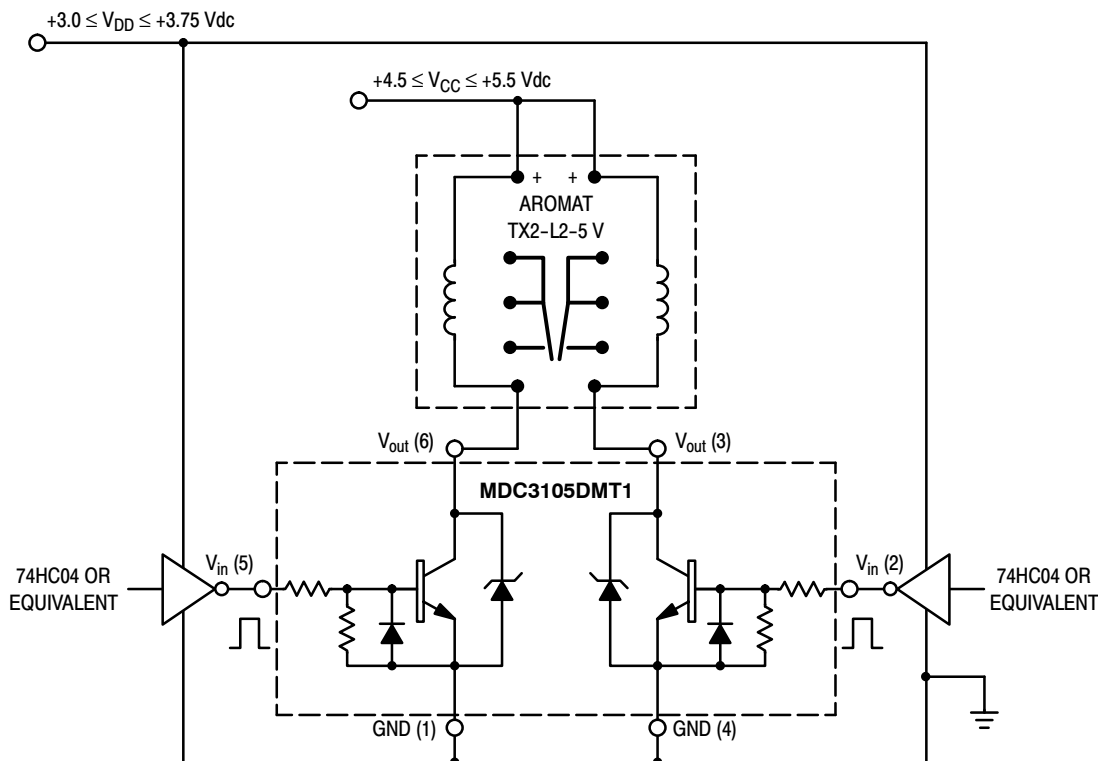 +3.0 ≤ VDD ≤ +3.75 Vdc
+4.5 ≤ VCC ≤ +5.5 Vdc
+ +
AROMAT
TX2-L2-5 V
Vout (6)
Vout (3)
MDC3105DMT1
74HC04 OR
EQUIVALENT
Vin (5)
Vin (2)
74HC04 OR
EQUIVALENT
GND (1)
GND (4)